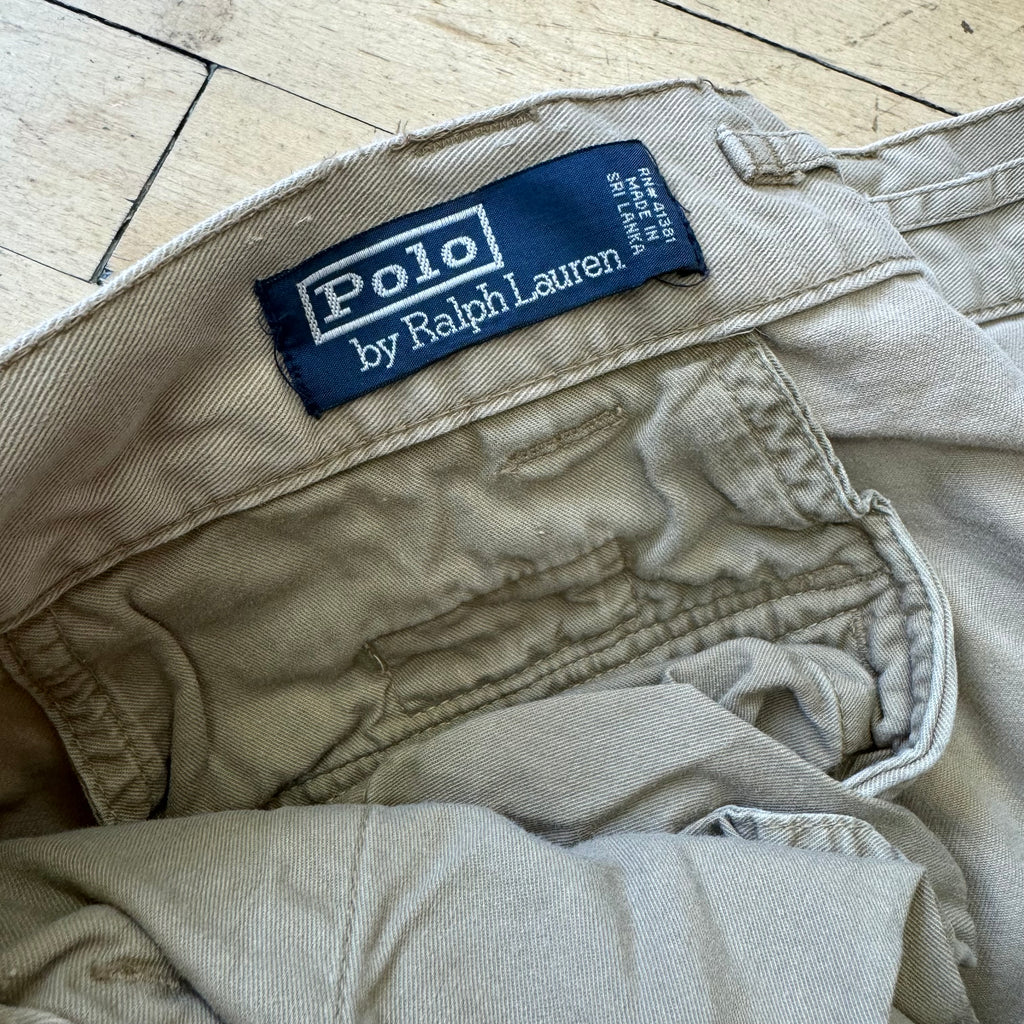 Polo
by Ralph Lauren
RN# 41381
MADE IN
SRI LANKA